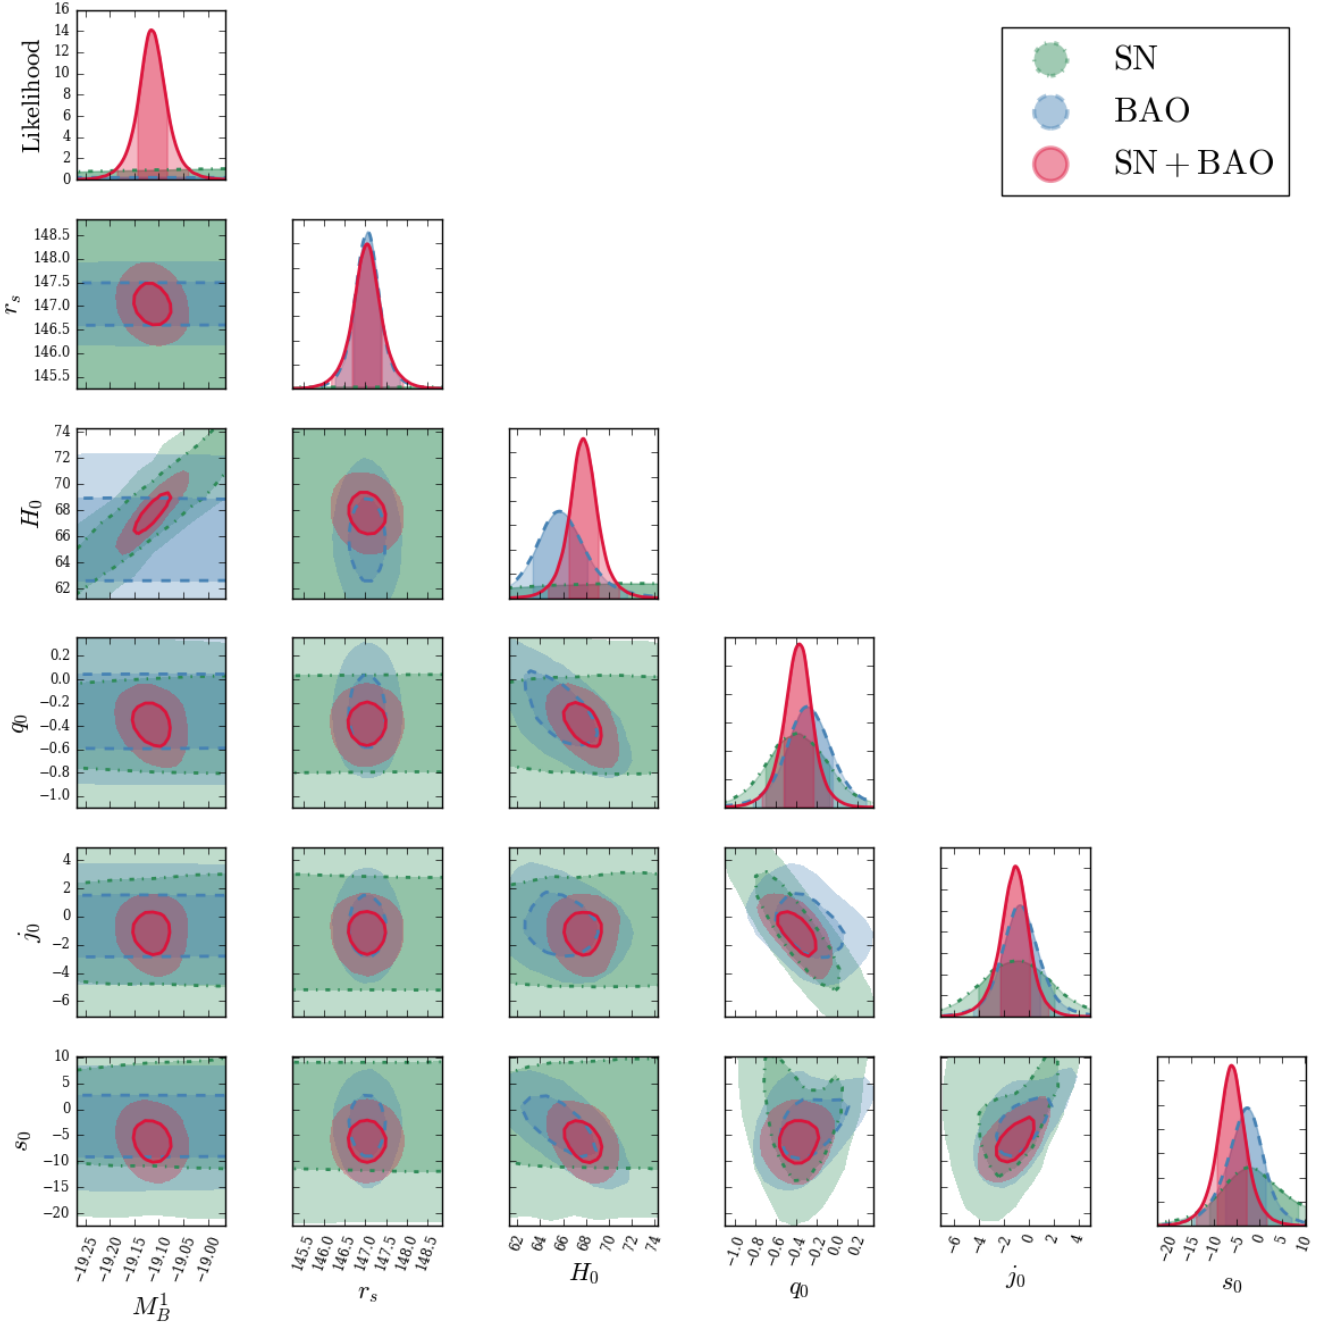 16
14
12
10
8
6
4
2
0
Likelihood
SN
BAO
SN + BAO
148.5
148.0
147.5
147.0
146.5
146.0
145.5
r_s
74
72
70
68
66
64
62
H_0
0.2
0.0
−0.2
−0.4
−0.6
−0.8
−1.0
q_0
4
2
0
−2
−4
−6
j_0
10
5
0
−5
−10
−15
−20
s_0
−19.25 −19.20 −19.15 −19.10 −19.05 −19.00
145.5 146.0 146.5 147.0 147.5 148.0 148.5
62 64 66 68 70 72 74
−1.0 −0.8 −0.6 −0.4 −0.2 0.0 0.2
−6 −4 −2 0 2 4
−20 −15 −10 −5 0 5 10
M_B^1
r_s
H_0
q_0
j_0
s_0